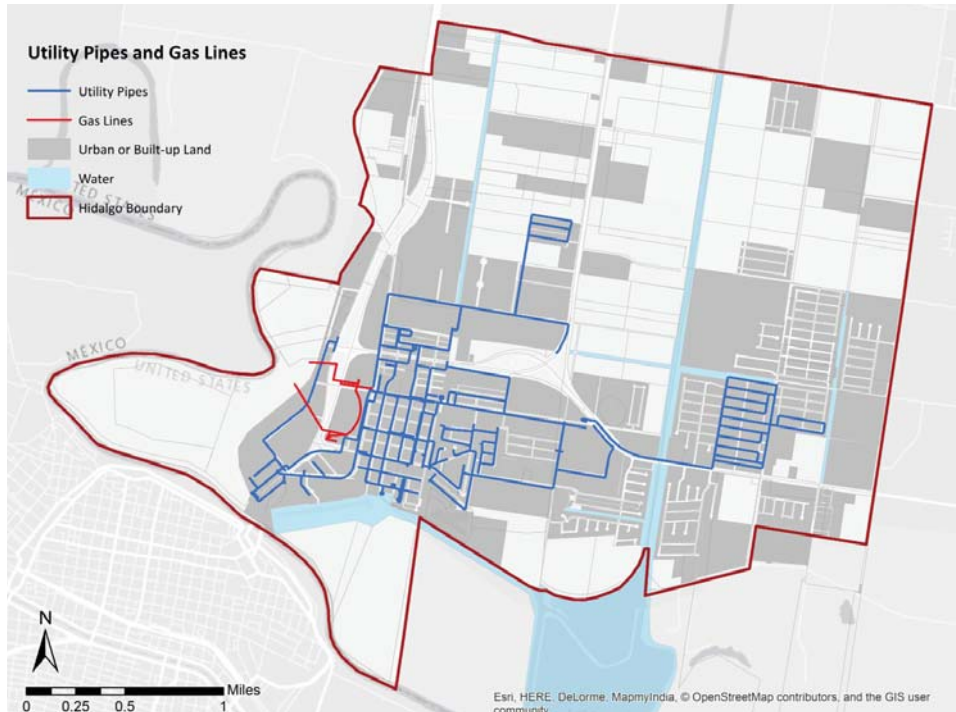 Utility Pipes and Gas Lines
Utility Pipes
Gas Lines
Urban or Built-up Land
Water
Hidalgo Boundary
UNITED STATES
MÉXICO
MÉXICO
UNITED STATES
N
Miles
0 0.25 0.5 1
Esri, HERE, DeLorme, MapmyIndia, © OpenStreetMap contributors, and the GIS user
community